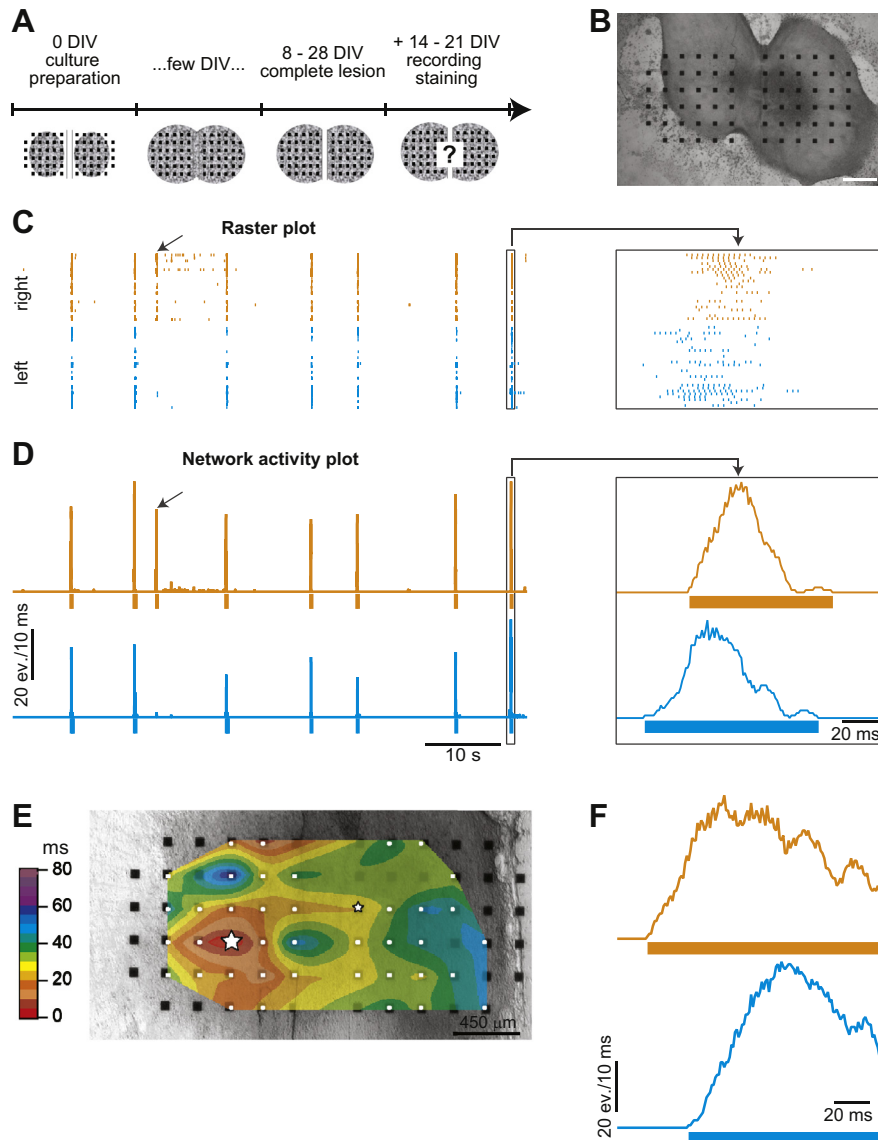 A
0 DIV
culture
preparation
...few DIV...
8 - 28 DIV
complete lesion
+ 14 - 21 DIV
recording
staining
?
B
C
Raster plot
right
left
D
Network activity plot
20 ev./10 ms
10 s
20 ms
E
ms
80
60
40
20
0
450 µm
F
20 ev./10 ms
20 ms